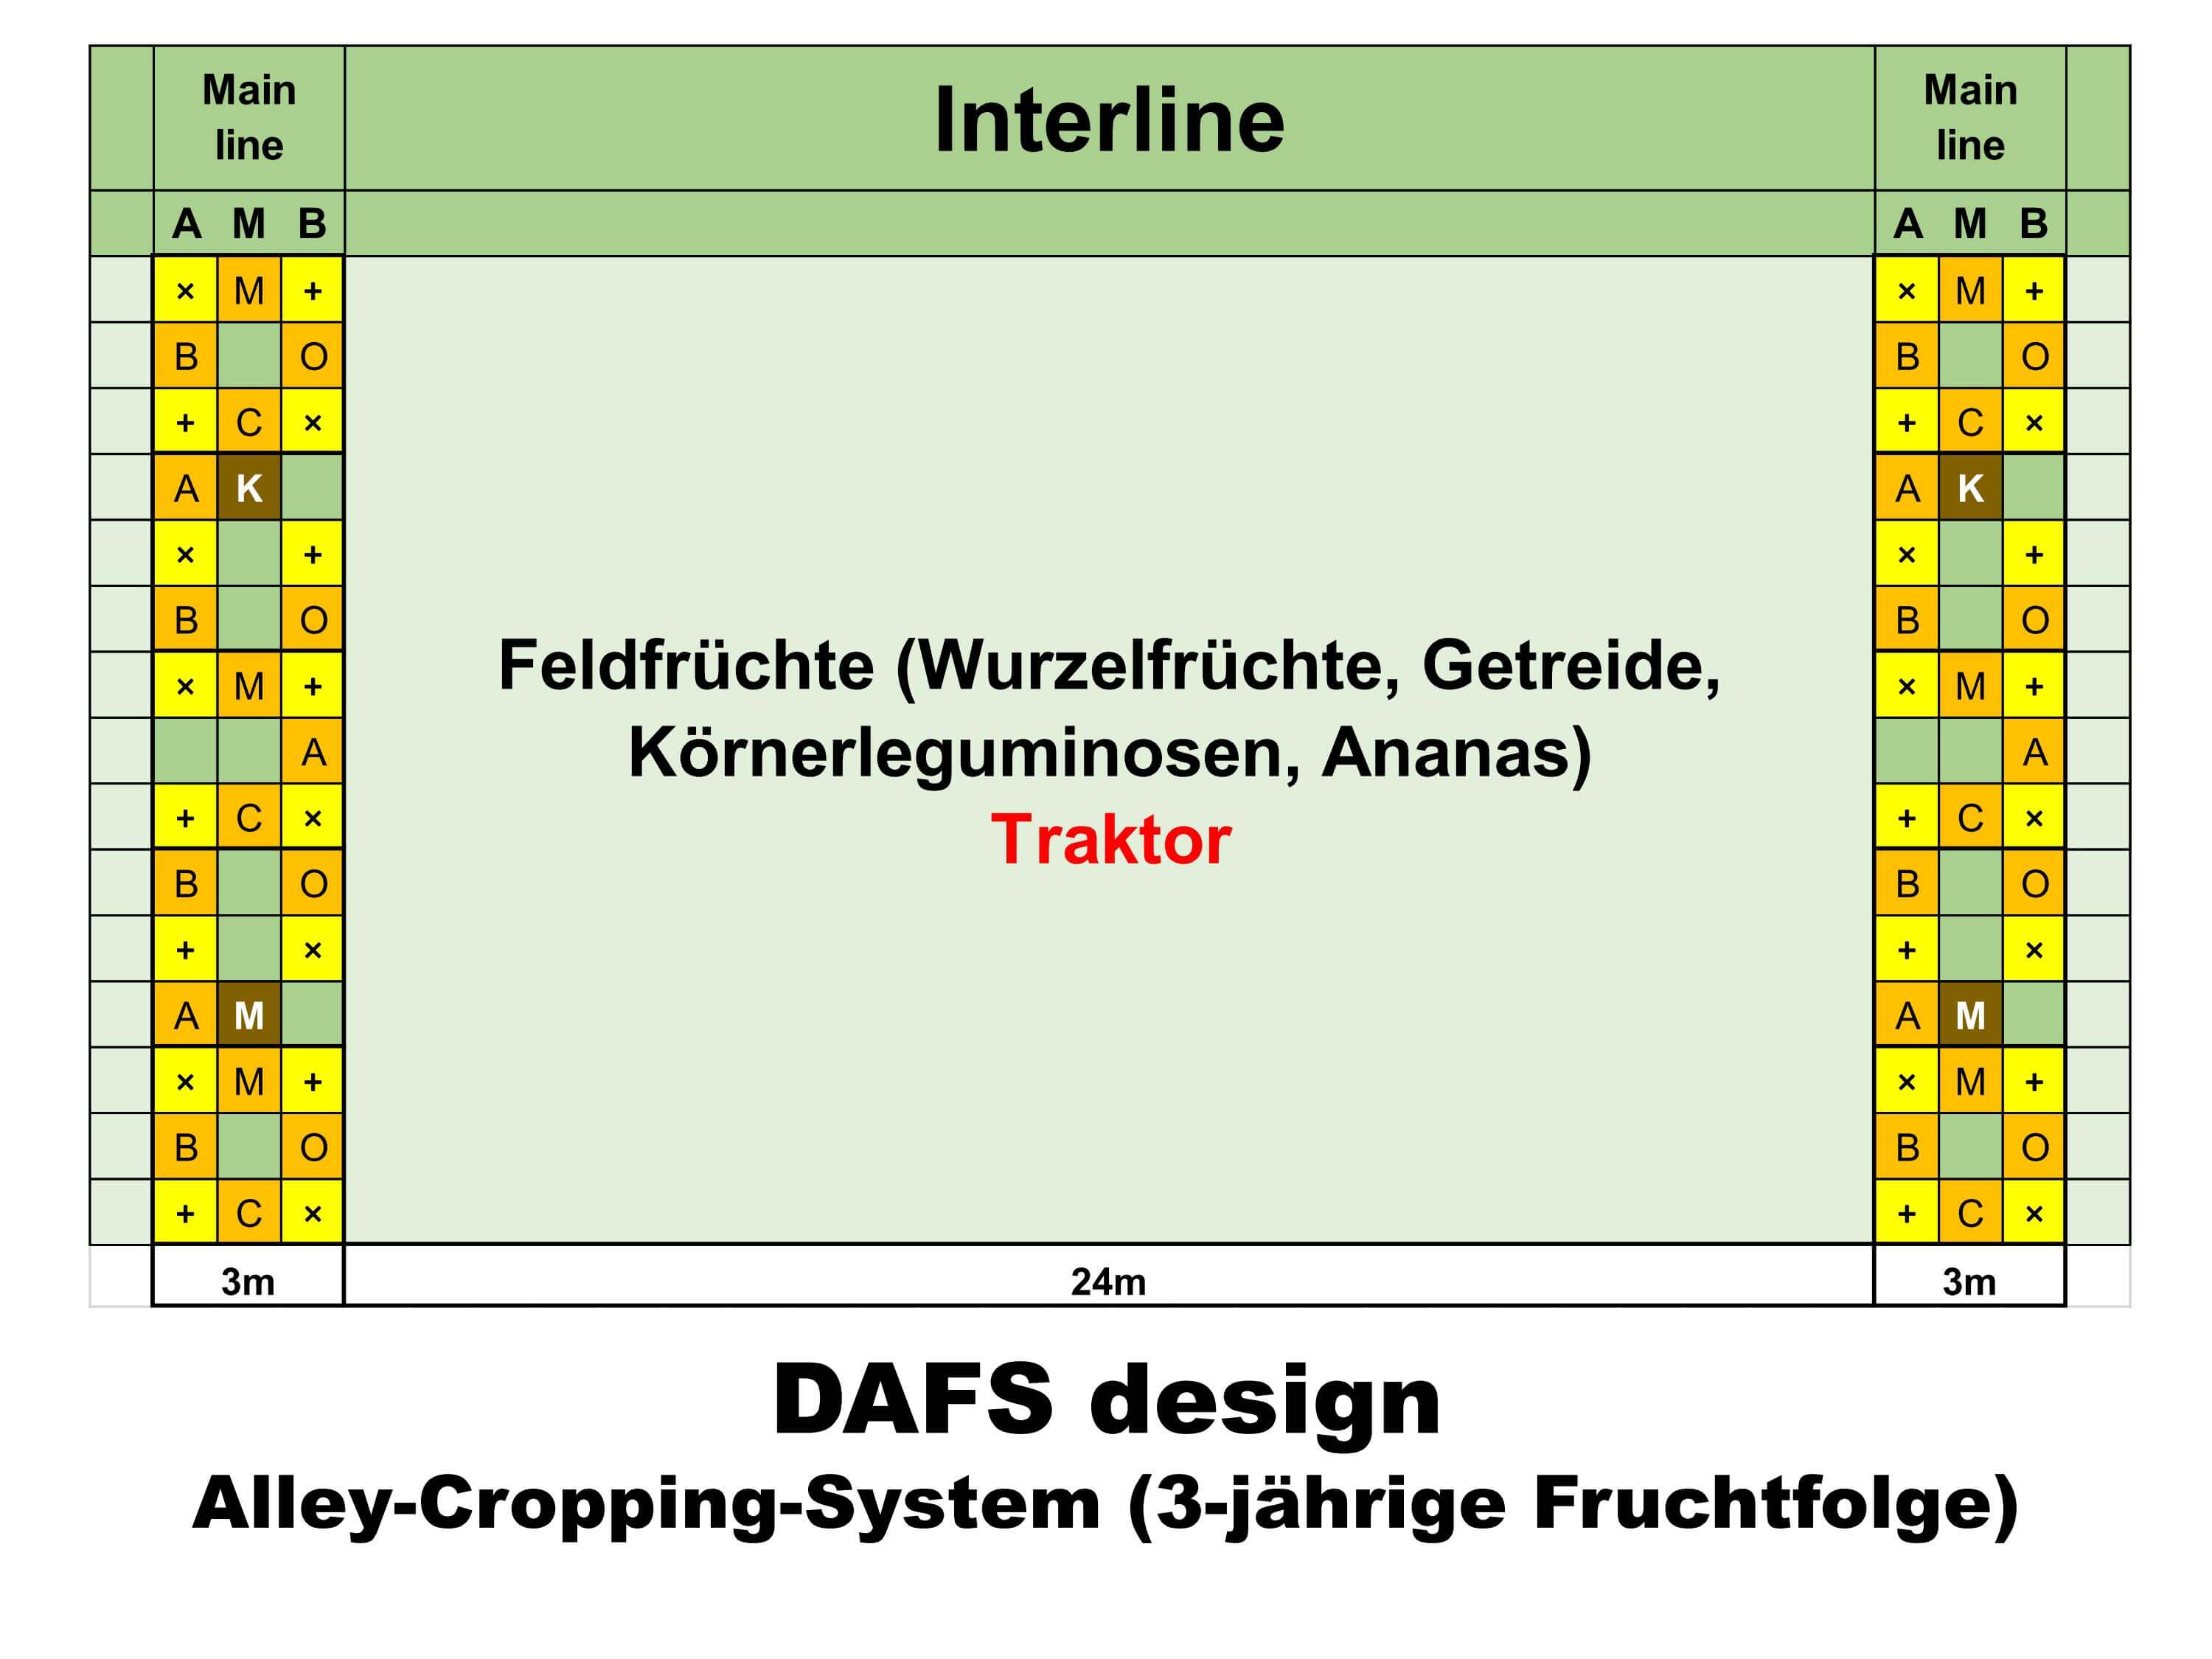 Main line Interline Main line
A M B A M B
× M + × M +
B O B O
+ C × + C ×
A K A K
× + × +
B O B O
× M + × M +
A A
+ C × + C ×
B O B O
+ × + ×
A M A M
× M + × M +
B O B O
+ C × + C ×
Feldfrüchte (Wurzelfrüchte, Getreide,
Körnerleguminosen, Ananas)
Traktor
3m 24m 3m
DAFS design
Alley-Cropping-System (3-jährige Fruchtfolge)